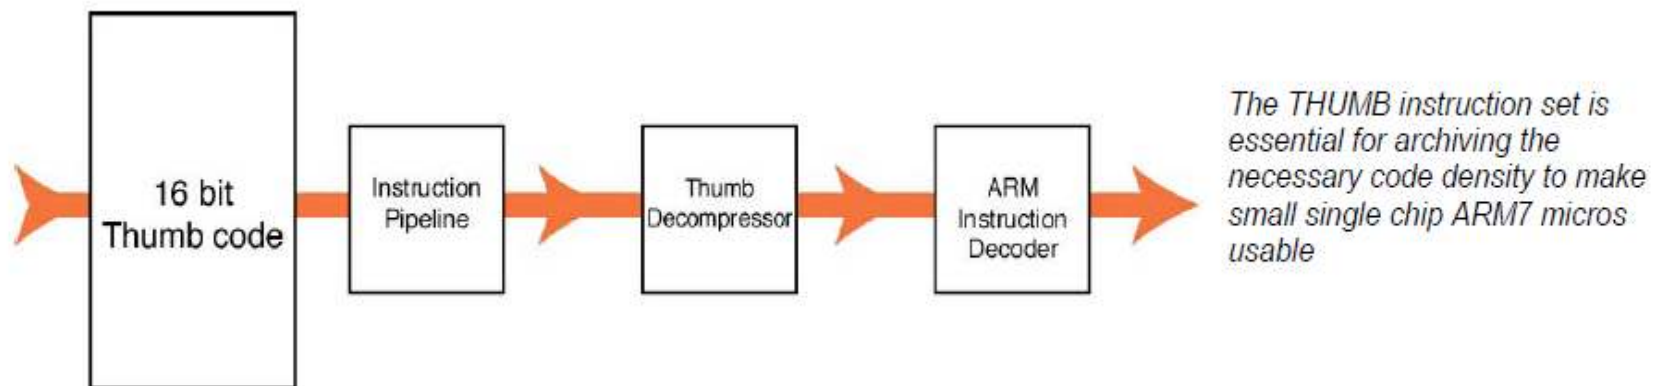 16 bit
Thumb code
Instruction
Pipeline
Thumb
Decompressor
ARM
Instruction
Decoder
The THUMB instruction set is
essential for archiving the
necessary code density to make
small single chip ARM7 micros
usable